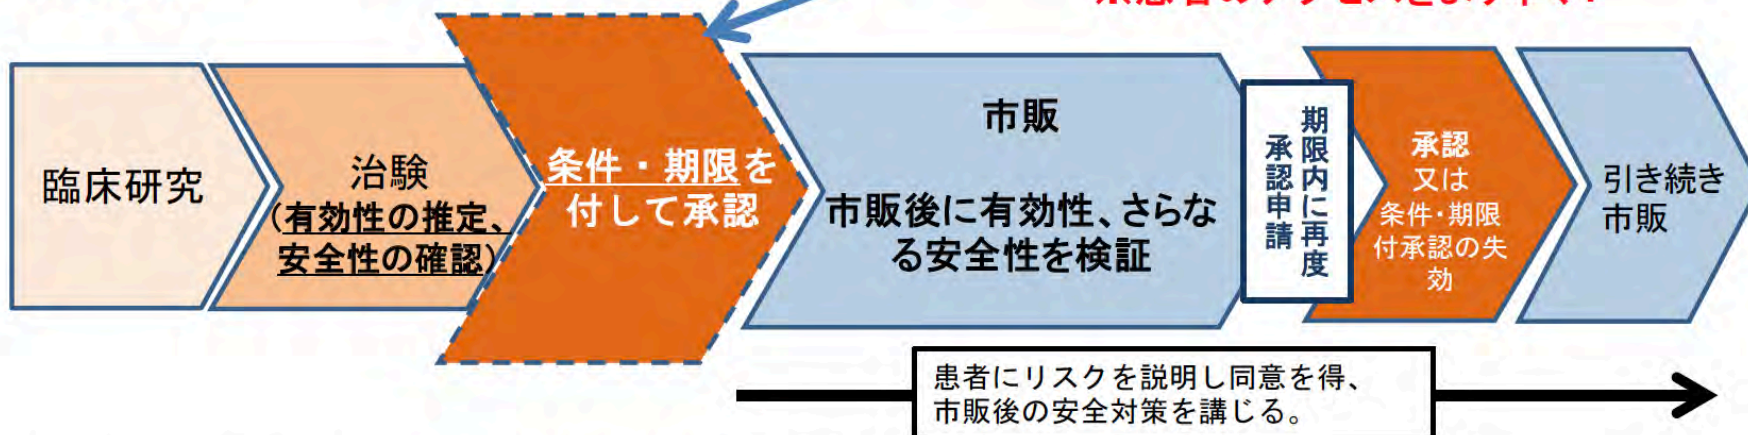 臨床研究
治験
(有効性の推定、
安全性の確認)
条件・期限を
付して承認
市販
市販後に有効性、さらな
る安全性を検証
期限内に再度
承認申請
承認
又は
条件・期限
付承認の失
効
引き続き
市販
患者にリスクを説明し同意を得、
市販後の安全対策を講じる。